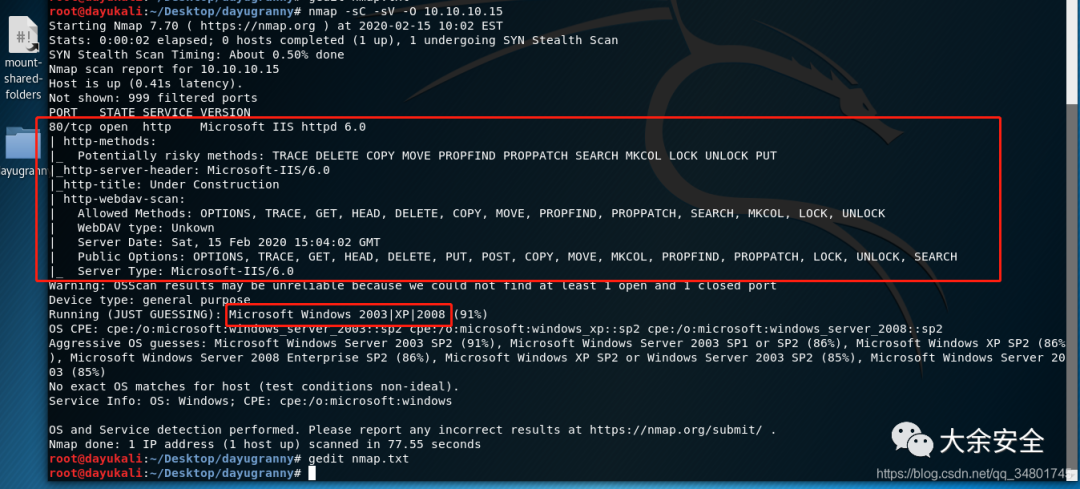 root@dayukali:~/Desktop/dayugranny# nmap -sC -sV -O 10.10.10.15
Starting Nmap 7.70 ( https://nmap.org ) at 2020-02-15 10:02 EST
Stats: 0:00:02 elapsed; 0 hosts completed (1 up), 1 undergoing SYN Stealth Scan
SYN Stealth Scan Timing: About 0.50% done
Nmap scan report for 10.10.10.15
Host is up (0.41s latency).
Not shown: 999 filtered ports
PORT   STATE SERVICE VERSION
80/tcp open  http    Microsoft IIS httpd 6.0
| http-methods:
|_  Potentially risky methods: TRACE DELETE COPY MOVE PROPFIND PROPPATCH SEARCH MKCOL LOCK UNLOCK PUT
|_http-server-header: Microsoft-IIS/6.0
|_http-title: Under Construction
| http-webdav-scan:
|   Allowed Methods: OPTIONS, TRACE, GET, HEAD, DELETE, COPY, MOVE, PROPFIND, PROPPATCH, SEARCH, MKCOL, LOCK, UNLOCK
|   WebDAV type: Unkown
|   Server Date: Sat, 15 Feb 2020 15:04:02 GMT
|   Public Options: OPTIONS, TRACE, GET, HEAD, DELETE, PUT, POST, COPY, MOVE, MKCOL, PROPFIND, PROPPATCH, LOCK, UNLOCK, SEARCH
|_  Server Type: Microsoft-IIS/6.0
Warning: OSScan results may be unreliable because we could not find at least 1 open and 1 closed port
Device type: general purpose
Running (JUST GUESSING): Microsoft Windows 2003|XP|2008 (91%)
OS CPE: cpe:/o:microsoft:windows_server_2003::sp2 cpe:/o:microsoft:windows_xp::sp2 cpe:/o:microsoft:windows_server_2008::sp2
Aggressive OS guesses: Microsoft Windows Server 2003 SP2 (91%), Microsoft Windows Server 2003 SP1 or SP2 (86%), Microsoft Windows XP SP2 (86%
), Microsoft Windows Server 2008 Enterprise SP2 (86%), Microsoft Windows XP SP2 or Windows Server 2003 SP2 (85%), Microsoft Windows Server 20
03 (85%)
No exact OS matches for host (test conditions non-ideal).
Service Info: OS: Windows; CPE: cpe:/o:microsoft:windows
OS and Service detection performed. Please report any incorrect results at https://nmap.org/submit/ .
Nmap done: 1 IP address (1 host up) scanned in 77.55 seconds
root@dayukali:~/Desktop/dayugranny# gedit nmap.txt
root@dayukali:~/Desktop/dayugranny#
#!
mount-
shared-
folders
ayugrann
大余安全
https://blog.csdn.net/qq_34801745